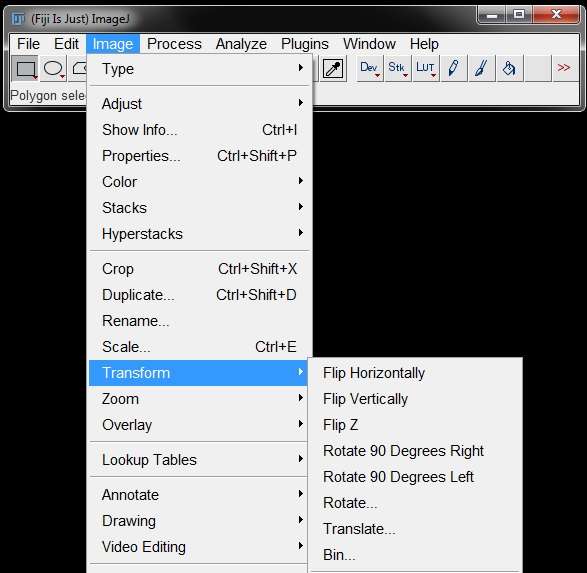 (Fiji Is Just) ImageJ
File Edit Image Process Analyze Plugins Window Help
Dev Stk LUT >>
Polygon sele
Type
Adjust
Show Info... Ctrl+I
Properties... Ctrl+Shift+P
Color
Stacks
Hyperstacks
Crop Ctrl+Shift+X
Duplicate... Ctrl+Shift+D
Rename...
Scale... Ctrl+E
Transform
Zoom
Overlay
Lookup Tables
Annotate
Drawing
Video Editing
Flip Horizontally
Flip Vertically
Flip Z
Rotate 90 Degrees Right
Rotate 90 Degrees Left
Rotate...
Translate...
Bin...